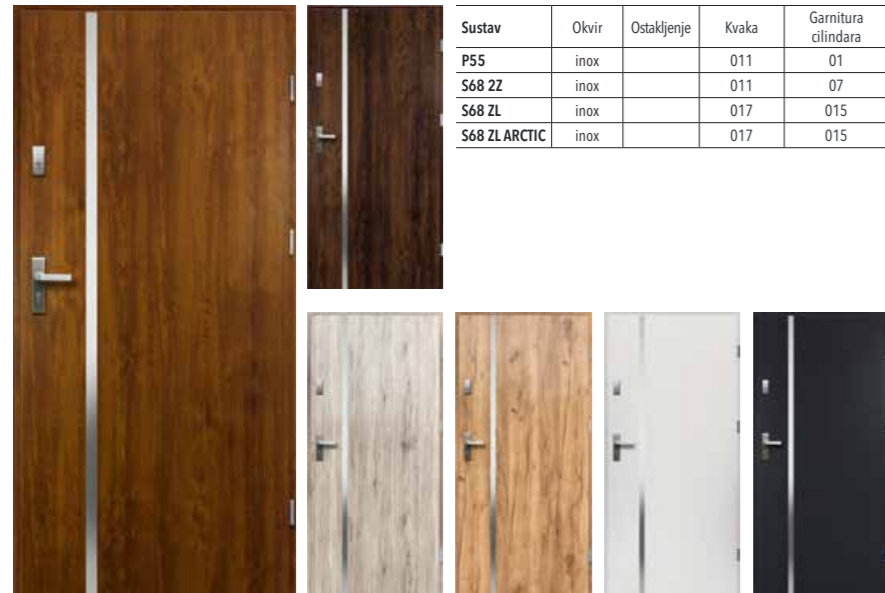 Sustav Okvir Ostakljenje Kvaka Garnitura cilindara
P55 inox 011 01
S68 2Z inox 011 07
S68 ZL inox 017 015
S68 ZL ARCTIC inox 017 015